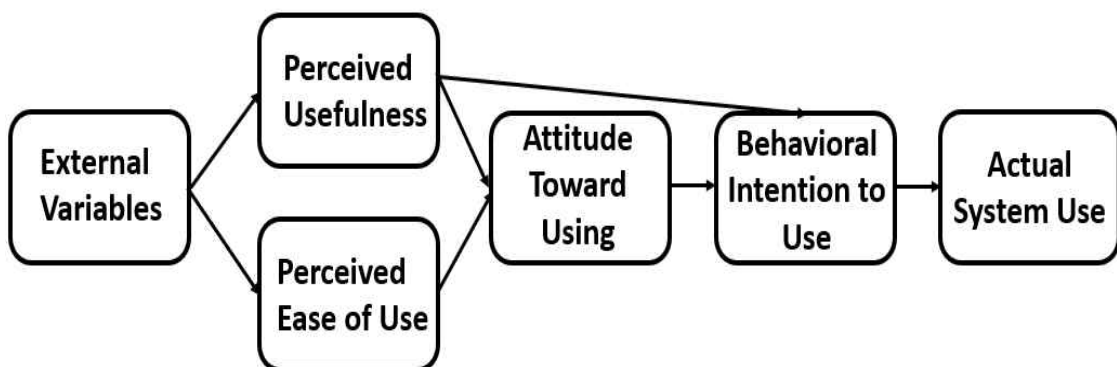 External
Variables
Perceived
Usefulness
Perceived
Ease of Use
Attitude
Toward
Using
Behavioral
Intention to
Use
Actual
System Use